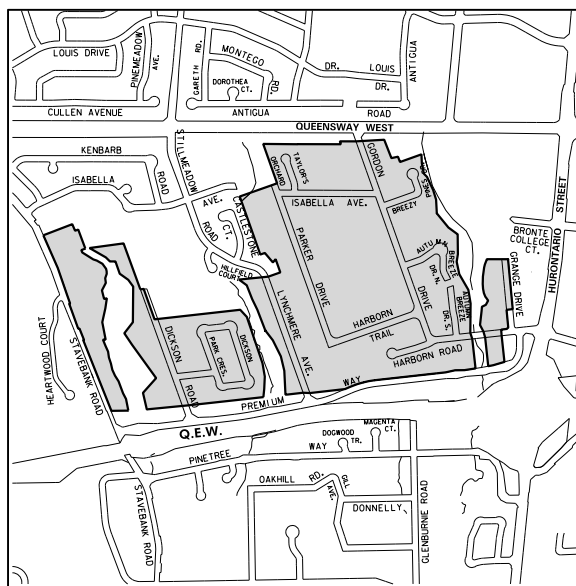 LOUIS DRIVE
PINEMEADOW AVE.
GARETH RD.
MONTEGO RD.
DOROTHEA CT.
LOUIS DR.
DR.
ANTIGUA
CULLEN AVENUE
ANTIGUA ROAD
QUEENSWAY WEST
KENBARB ROAD
ISABELLA AVE.
STILLMEADOW ROAD
CASTLESTONE CT.
HILLFIELD COURT
TAYLOR'S ORCHARD
GORDON DRIVE
BREEZY PINES DR.
ISABELLA AVE.
PARKER DRIVE
AUTUMN BREEZE DR. N.
AUTUMN BREEZE DR. S.
HARBORN TRAIL
HARBORN ROAD
LYNCHMERE AVE.
BRONTE COLLEGE CT.
GRANGE DRIVE
HURONTARIO STREET
HEARTWOOD COURT
STAVEBANK ROAD
DICKSON ROAD
DICKSON PARK CRES.
PREMIUM WAY
Q.E.W.
PINETREE WAY
DOGWOOD TR.
MAGENTA CT.
STAVEBANK ROAD
OAKHILL RD.
GILL AVE.
DONNELLY
GLENBURNIE ROAD